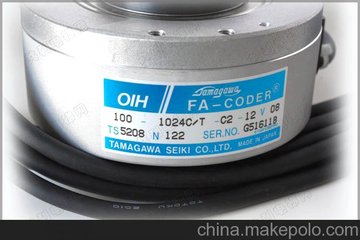 OIH Tamagawa
FA-CODER®
100 - 1024C/T - C2 - 12 V 08
TS5208 N 122 SER.NO. G516118
TAMAGAWA SEIKI CO.,LTD. MADE IN JAPAN
china.makepolo.com